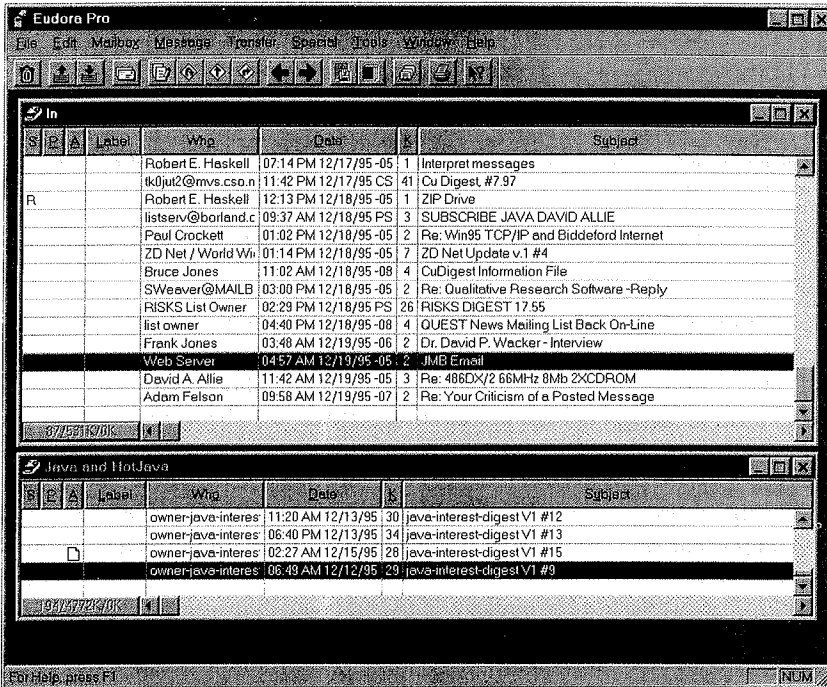 Eudora Pro
File Edit Mailbox Message Transfer Special Tools Window Help
In
S P A Label Who Date K Subject
Robert E. Haskell 07:14 PM 12/17/95 -05 1 Interpret messages
tk0jut2@mvs.cso.n 11:42 PM 12/17/95 CS 41 Cu Digest, #7.97
R Robert E. Haskell 12:13 PM 12/18/95 -05 1 ZIP Drive
listserv@borland.c 09:37 AM 12/18/95 PS 3 SUBSCRIBE JAVA DAVID ALLIE
Paul Crockett 01:02 PM 12/18/95 -05 2 Re: Win95 TCP/IP and Biddeford Internet
ZD Net / World Wi 01:14 PM 12/18/95 -05 7 ZD Net Update v.1 #4
Bruce Jones 11:02 AM 12/18/95 -08 4 CuDigest Information File
SWeaver@MAILB 03:00 PM 12/18/95 -05 2 Re: Qualitative Research Software -Reply
RISKS List Owner 02:29 PM 12/18/95 PS 26 RISKS DIGEST 17.55
list owner 04:40 PM 12/18/95 -08 4 QUEST News Mailing List Back On-Line
Frank Jones 03:48 AM 12/19/95 -06 2 Dr. David P. Wacker - Interview
Web Server 04:57 AM 12/19/95 -05 2 JMB Email
David A. Allie 11:42 AM 12/19/95 -05 3 Re: 486DX/2 66MHz 8Mb 2XCDROM
Adam Felson 09:58 AM 12/19/95 -07 2 Re: Your Criticism of a Posted Message
Java and HotJava
S P A Label Who Date K Subject
owner-java-interes 11:20 AM 12/13/95 30 java-interest-digest V1 #12
owner-java-interes 06:40 PM 12/13/95 34 java-interest-digest V1 #13
owner-java-interes 02:27 AM 12/15/95 28 java-interest-digest V1 #15
owner-java-interes 06:49 AM 12/12/95 29 java-interest-digest V1 #9
For Help, press F1 NUM